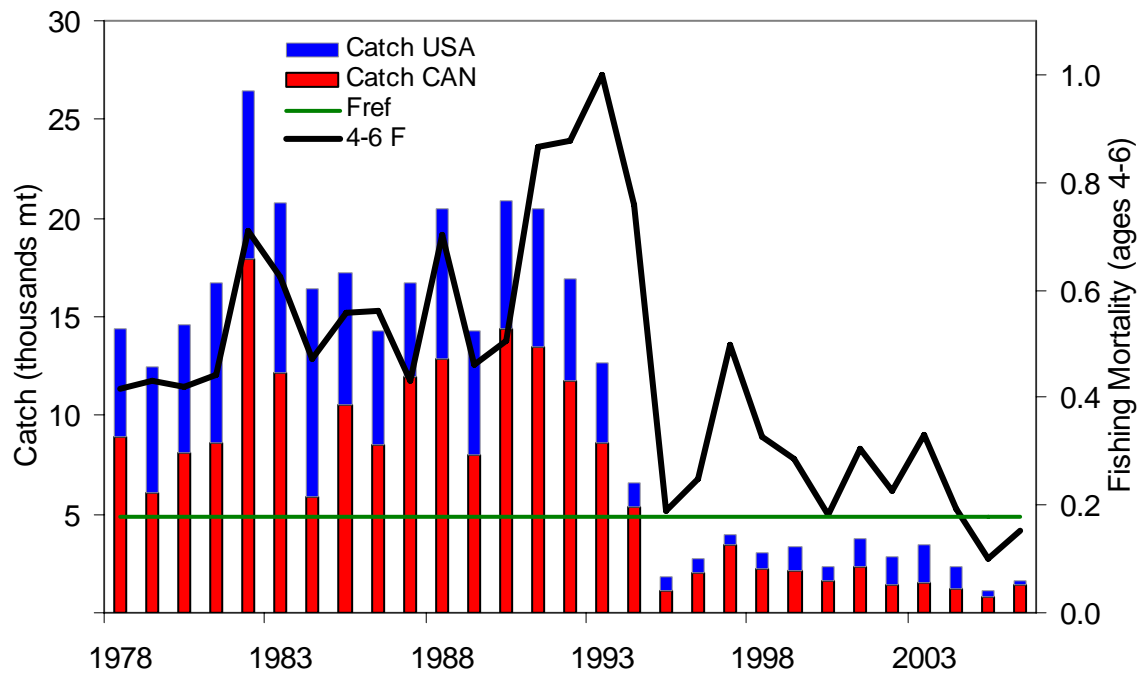 30
25
20
15
10
5
Catch (thousands mt)
Catch USA
Catch CAN
Fref
4-6 F
1.0
0.8
0.6
0.4
0.2
0.0
Fishing Mortality (ages 4-6)
1978 1983 1988 1993 1998 2003